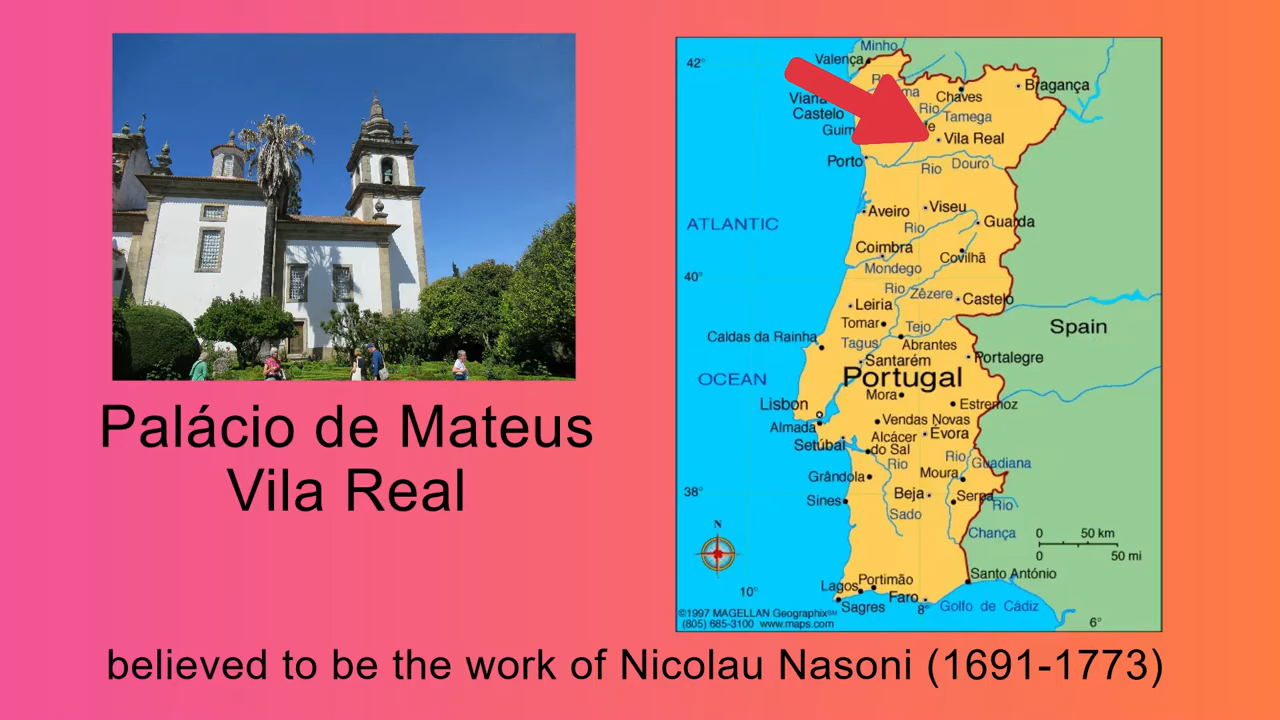 Palácio de Mateus
Vila Real
Minho
42°
Valença
Bragança
Viana
Chaves
Castelo
Rio
Tamega
Vila Real
Porto
Rio
Douro
Aveiro
Viseu
Guarda
ATLANTIC
Rio
Coimbra
Covilhã
Mondego
40°
Rio
Zêzere
Castelo
Leiria
Tomar
Tejo
Spain
Caldas da Rainha
Tagus
Abrantes
Santarém
Portalegre
OCEAN
Portugal
Mora
Lisbon
Estremoz
Almada
Vendas Novas
Setúbal
Alcácer
do Sal
Évora
Rio
Rio
Guadiana
Moura
Grândola
38°
Beja
Serpa
Sines
Rio
Sado
Chança
N
0 50 km
0 50 mi
Santo António
Portimão
Lagos
10°
Faro
Sagres
8°
Golfo de Cádiz
6°
©1997 MAGELLAN Geographix℠
(805) 685-3100 www.maps.com
believed to be the work of Nicolau Nasoni (1691-1773)